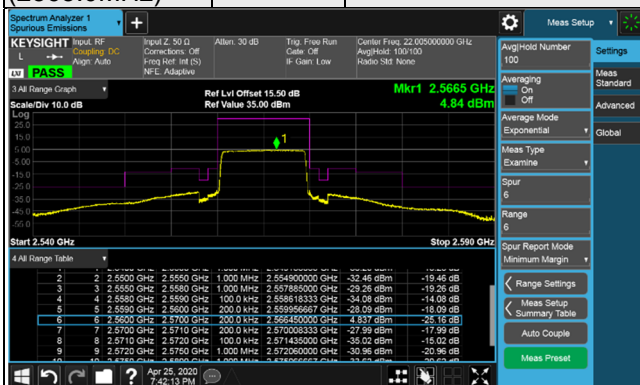 (2565.0MHz)
Spectrum Analyzer 1
Spurious Emissions
Meas Setup
KEYSIGHT Input: RF Input Z: 50 Ω Atten: 30 dB Trig: Free Run Center Freq: 22.005000000 GHz
L Coupling: DC Corrections: Off Gate: Off Avg|Hold: 100/100
Align: Auto Freq Ref: Int (S) IF Gain: Low Radio Std: None
NFE: Adaptive
LXI PASS
3 All Range Graph
Ref Lvl Offset 15.50 dB Mkr1 2.5665 GHz
Scale/Div 10.0 dB Ref Value 35.00 dBm 4.84 dBm
Log
25.0
15.0
5.00
-5.00
-15.0
-25.0
-35.0
-45.0
-55.0
1
Start 2.540 GHz Stop 2.590 GHz
4 All Range Table
2 2 2.5500 GHz 2.5550 GHz 1.000 MHz 2.554900000 GHz -32.46 dBm -19.46 dB
3 3 2.5550 GHz 2.5580 GHz 1.000 MHz 2.557885000 GHz -29.26 dBm -19.26 dB
4 4 2.5580 GHz 2.5590 GHz 100.0 kHz 2.558618333 GHz -34.08 dBm -14.08 dB
5 5 2.5590 GHz 2.5600 GHz 200.0 kHz 2.559956667 GHz -28.09 dBm -18.09 dB
6 6 2.5600 GHz 2.5700 GHz 200.0 kHz 2.566450000 GHz 4.837 dBm -25.16 dB
7 7 2.5700 GHz 2.5710 GHz 200.0 kHz 2.570008333 GHz -27.99 dBm -17.99 dB
8 8 2.5710 GHz 2.5720 GHz 100.0 kHz 2.571435000 GHz -35.02 dBm -15.02 dB
9 9 2.5720 GHz 2.5750 GHz 1.000 MHz 2.572060000 GHz -30.96 dBm -20.96 dB
Avg|Hold Number
100
Averaging
On
Off
Average Mode
Exponential
Meas Type
Examine
Spur
6
Range
6
Spur Report Mode
Minimum Margin
Range Settings
Meas Setup
Summary Table
Auto Couple
Meas Preset
Settings
Meas
Standard
Advanced
Global
Apr 25, 2020
7:42:13 PM